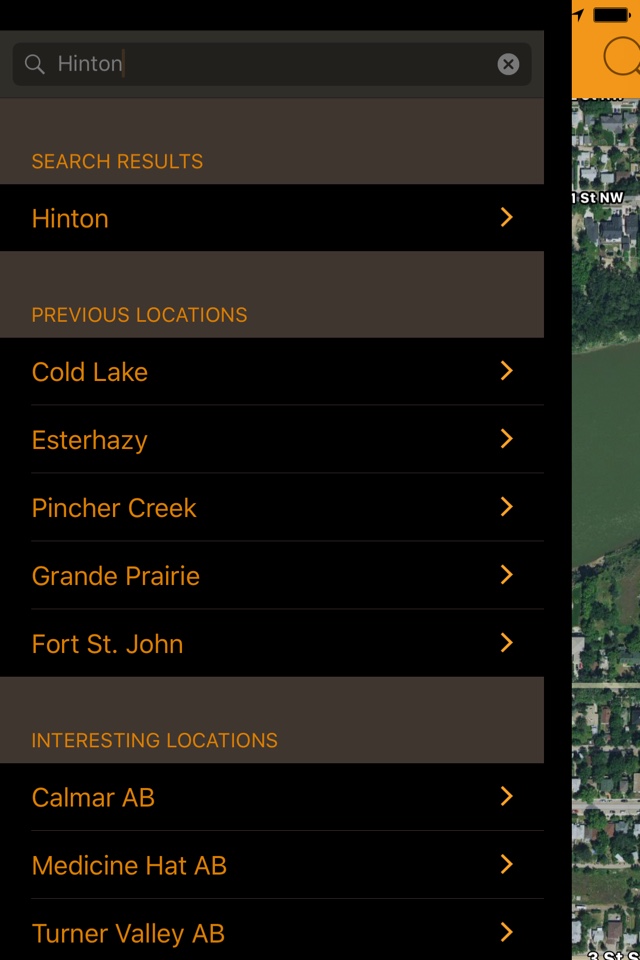 Hinton
SEARCH RESULTS
Hinton
PREVIOUS LOCATIONS
Cold Lake
Esterhazy
Pincher Creek
Grande Prairie
Fort St. John
INTERESTING LOCATIONS
Calmar AB
Medicine Hat AB
Turner Valley AB
1 St NW
3 St S